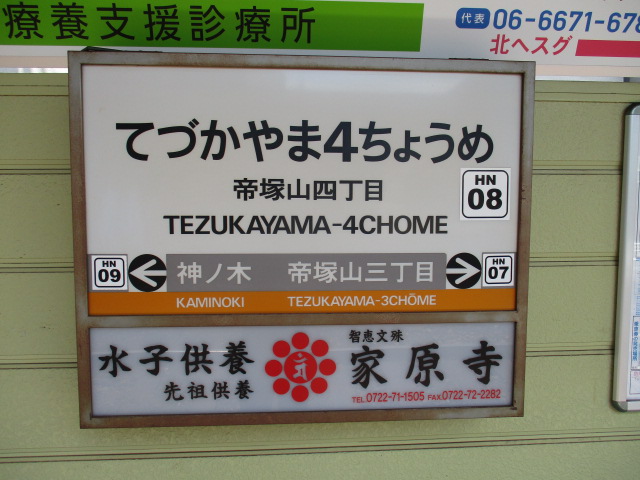 療養支援診療所
代表 06-6671-678
北へスグ
てづかやま4ちょうめ
帝塚山四丁目
HN
08
TEZUKAYAMA-4CHOME
HN
09
神ノ木 帝塚山三丁目
HN
07
KAMINOKI TEZUKAYAMA-3CHŌME
水子供養
先祖供養
智恵文殊
家原寺
TEL.0722-71-1505 FAX.0722-72-2282